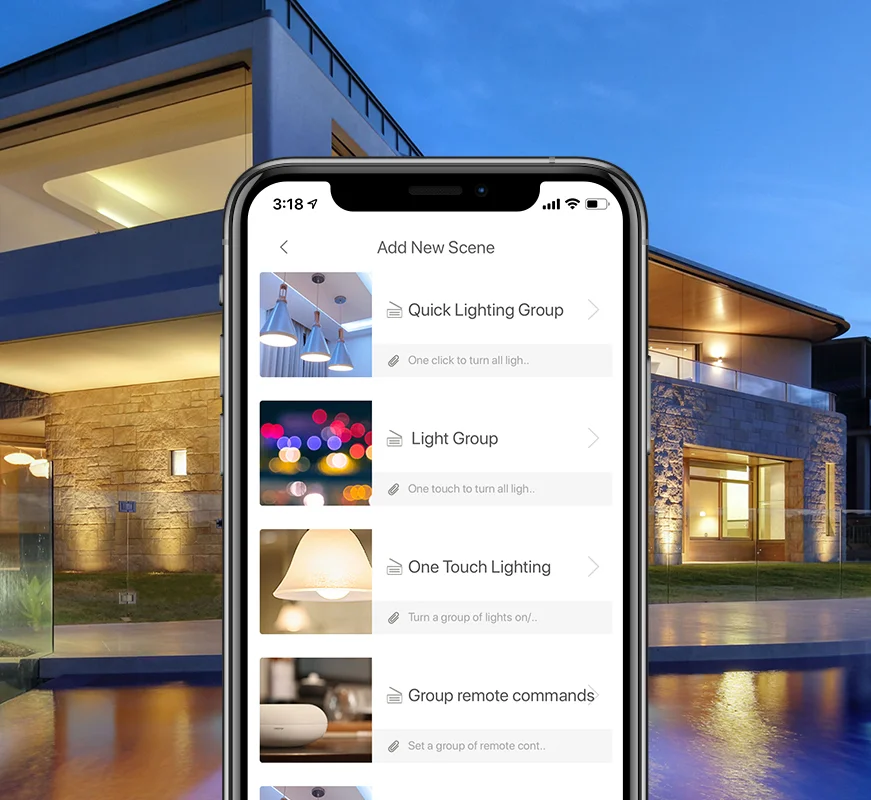 3:18
Add New Scene
Quick Lighting Group
One click to turn all ligh..
Light Group
One touch to turn all ligh..
One Touch Lighting
Turn a group of lights on/..
Group remote commands
Set a group of remote cont..